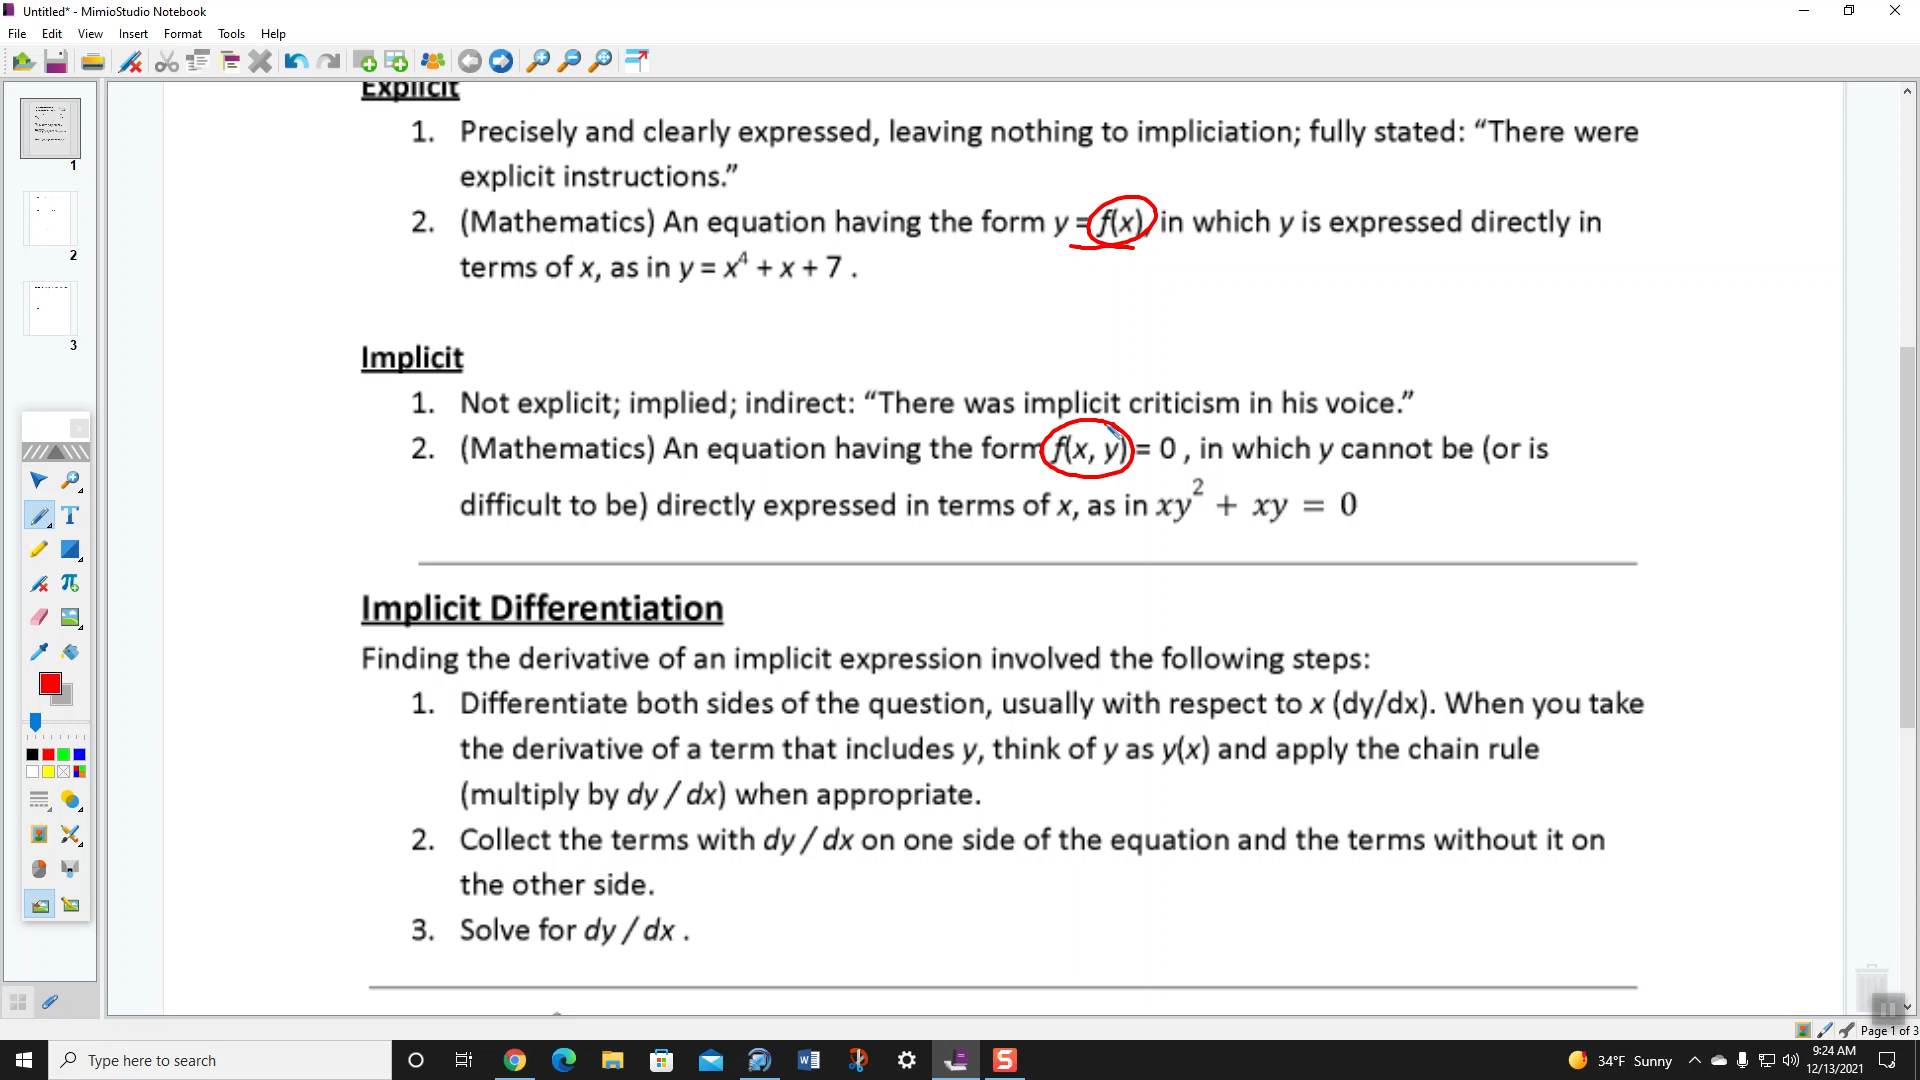 Untitled* - MimioStudio Notebook
File Edit View Insert Format Tools Help
Explicit
1. Precisely and clearly expressed, leaving nothing to impliciation; fully stated: “There were
explicit instructions.”
2. (Mathematics) An equation having the form y = f(x), in which y is expressed directly in
terms of x, as in y = x⁴ + x + 7 .
Implicit
1. Not explicit; implied; indirect: “There was implicit criticism in his voice.”
2. (Mathematics) An equation having the form f(x, y) = 0 , in which y cannot be (or is
difficult to be) directly expressed in terms of x, as in xy² + xy = 0
Implicit Differentiation
Finding the derivative of an implicit expression involved the following steps:
1. Differentiate both sides of the question, usually with respect to x (dy/dx). When you take
the derivative of a term that includes y, think of y as y(x) and apply the chain rule
(multiply by dy / dx) when appropriate.
2. Collect the terms with dy / dx on one side of the equation and the terms without it on
the other side.
3. Solve for dy / dx .
1
2
3
Page 1 of 3
Type here to search
34°F Sunny
9:24 AM
12/13/2021